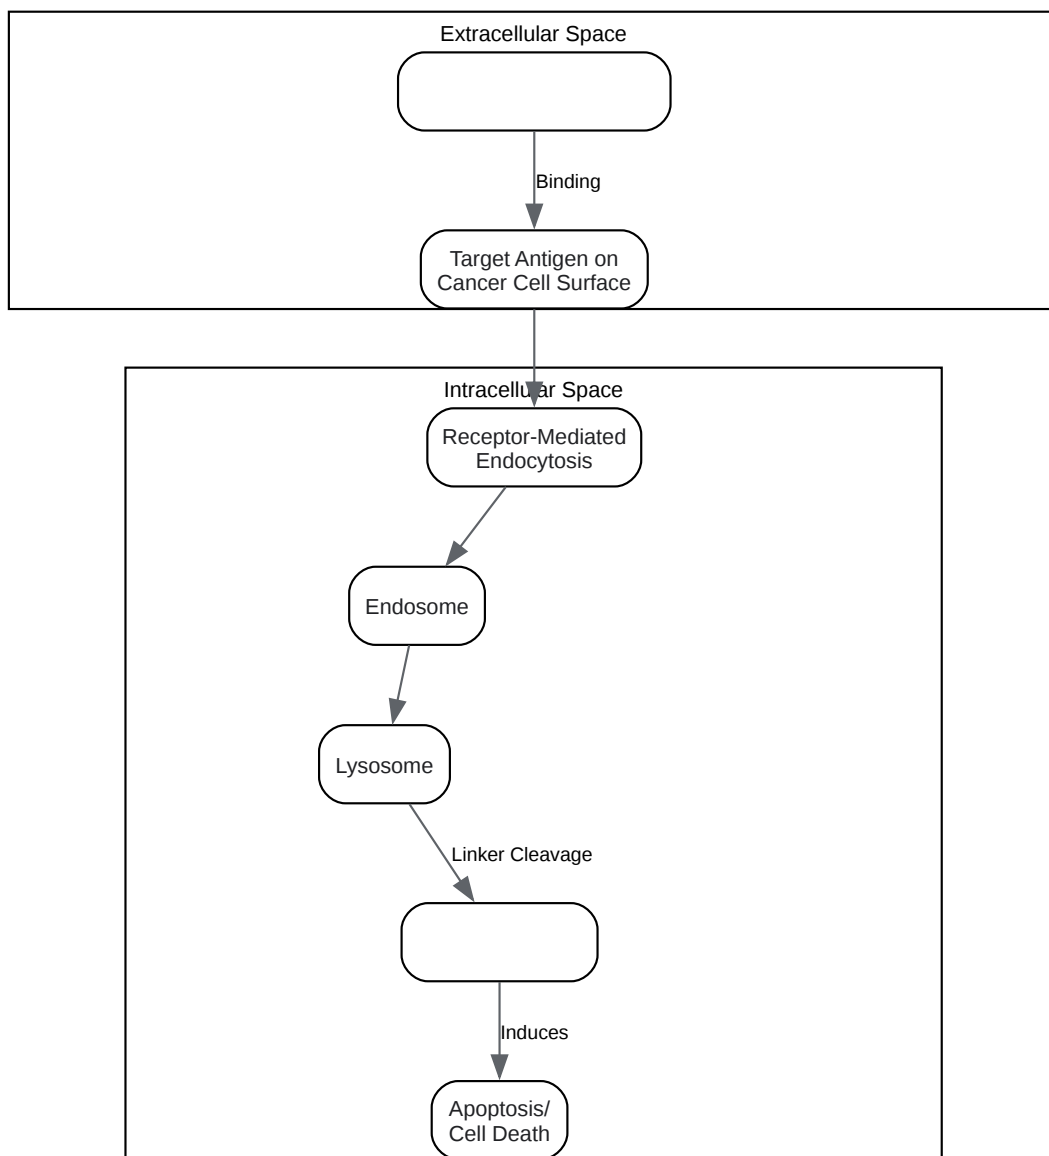 Extracellular Space
Binding
Target Antigen on
Cancer Cell Surface
Intracellular Space
Receptor-Mediated
Endocytosis
Endosome
Lysosome
Linker Cleavage
Induces
Apoptosis/
Cell Death